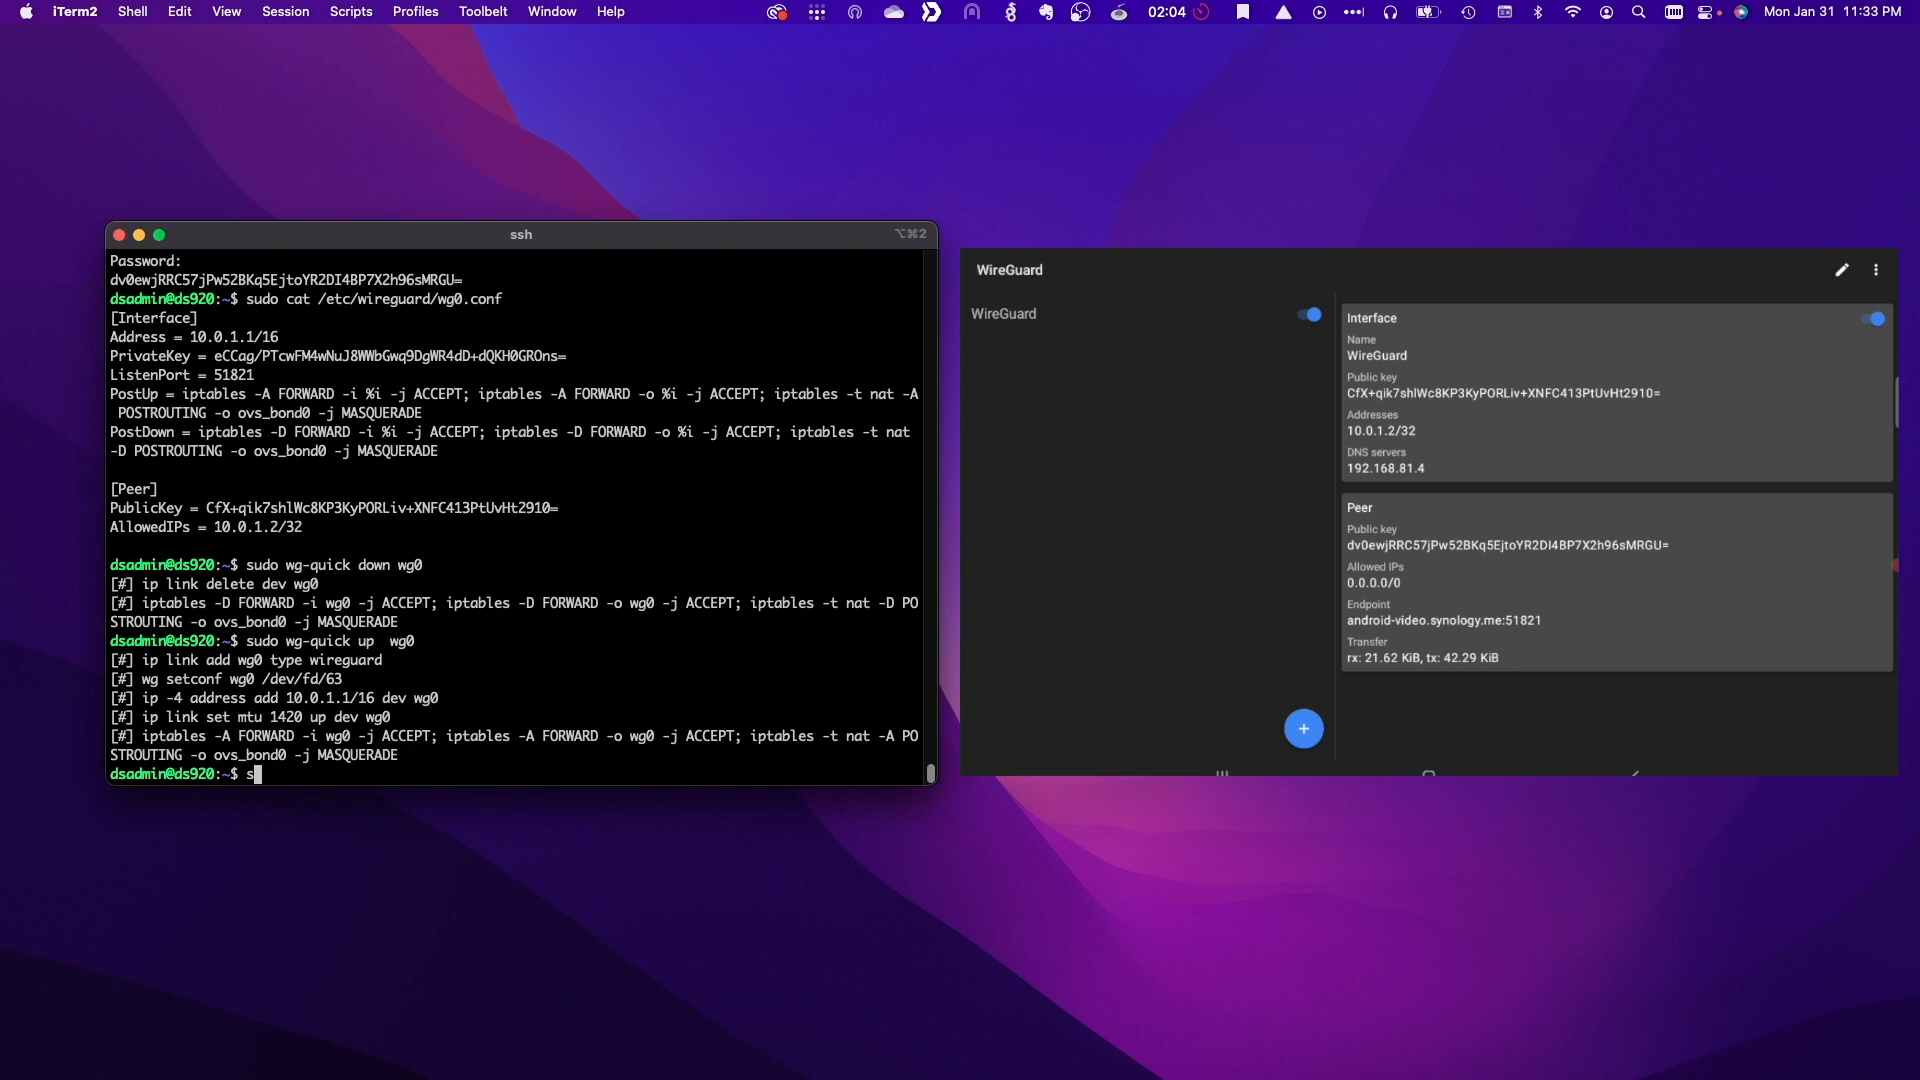 iTerm2 Shell Edit View Session Scripts Profiles Toolbelt Window Help 02:04 Mon Jan 31 11:33 PM
ssh ⌥⌘2
Password:
dv0ewjRRC57jPw52BKq5EjtoYR2DI4BP7X2h96sMRGU=
dsadmin@ds920:~$ sudo cat /etc/wireguard/wg0.conf
[Interface]
Address = 10.0.1.1/16
PrivateKey = eCCag/PTcwFM4wNuJ8WWbGwq9DgWR4dD+dQKH0GROns=
ListenPort = 51821
PostUp = iptables -A FORWARD -i %i -j ACCEPT; iptables -A FORWARD -o %i -j ACCEPT; iptables -t nat -A
POSTROUTING -o ovs_bond0 -j MASQUERADE
PostDown = iptables -D FORWARD -i %i -j ACCEPT; iptables -D FORWARD -o %i -j ACCEPT; iptables -t nat
-D POSTROUTING -o ovs_bond0 -j MASQUERADE
[Peer]
PublicKey = CfX+qik7shlWc8KP3KyPORLiv+XNFC413PtUvHt2910=
AllowedIPs = 10.0.1.2/32
dsadmin@ds920:~$ sudo wg-quick down wg0
[#] ip link delete dev wg0
[#] iptables -D FORWARD -i wg0 -j ACCEPT; iptables -D FORWARD -o wg0 -j ACCEPT; iptables -t nat -D PO
STROUTING -o ovs_bond0 -j MASQUERADE
dsadmin@ds920:~$ sudo wg-quick up  wg0
[#] ip link add wg0 type wireguard
[#] wg setconf wg0 /dev/fd/63
[#] ip -4 address add 10.0.1.1/16 dev wg0
[#] ip link set mtu 1420 up dev wg0
[#] iptables -A FORWARD -i wg0 -j ACCEPT; iptables -A FORWARD -o wg0 -j ACCEPT; iptables -t nat -A PO
STROUTING -o ovs_bond0 -j MASQUERADE
dsadmin@ds920:~$ s
WireGuard
WireGuard
Interface
Name
WireGuard
Public key
CfX+qik7shlWc8KP3KyPORLiv+XNFC413PtUvHt2910=
Addresses
10.0.1.2/32
DNS servers
192.168.81.4
Peer
Public key
dv0ewjRRC57jPw52BKq5EjtoYR2DI4BP7X2h96sMRGU=
Allowed IPs
0.0.0.0/0
Endpoint
android-video.synology.me:51821
Transfer
rx: 21.62 KiB, tx: 42.29 KiB